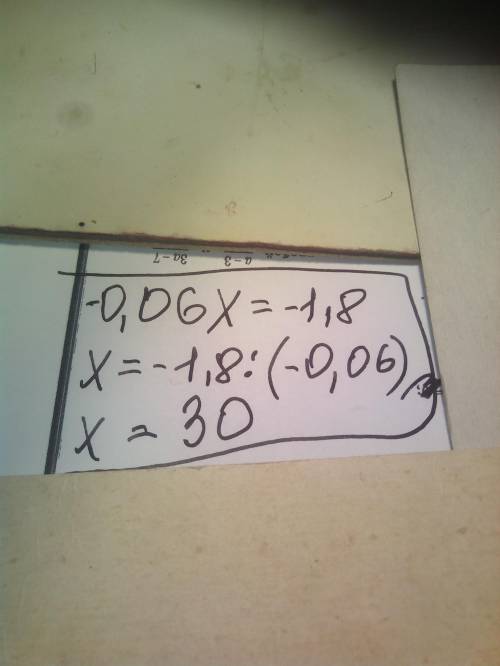 -0,06x = -1,8
x = -1,8:(-0,06)
x = 30